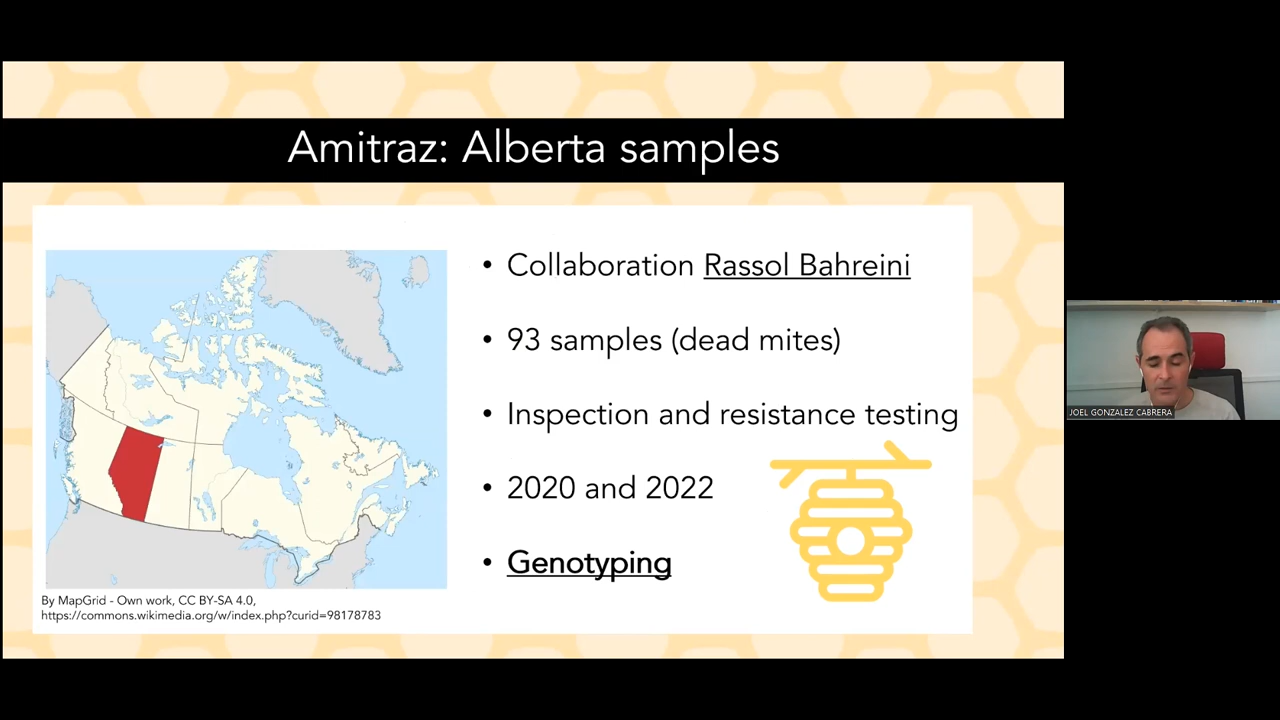 Amitraz: Alberta samples
• Collaboration Rassol Bahreini
• 93 samples (dead mites)
• Inspection and resistance testing
• 2020 and 2022
• Genotyping
By MapGrid - Own work, CC BY-SA 4.0,
https://commons.wikimedia.org/w/index.php?curid=98178783
JOEL GONZALEZ CABRERA